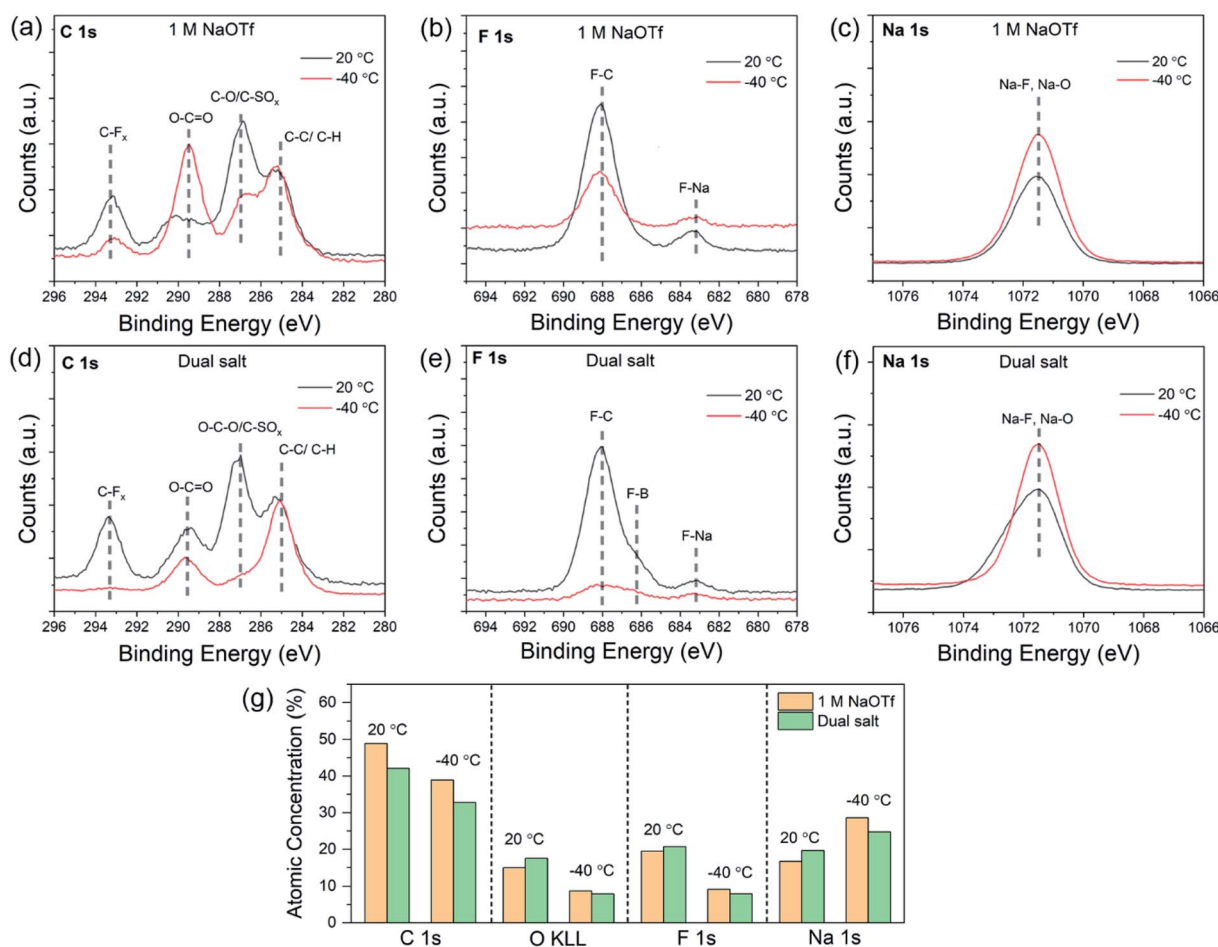 (a) C 1s 1 M NaOTf
20 °C
-40 °C
C-Fₓ
O-C=O
C-O/C-SOₓ
C-C/ C-H
Counts (a.u.)
296 294 292 290 288 286 284 282 280
Binding Energy (eV)
(b) F 1s 1 M NaOTf
20 °C
-40 °C
F-C
F-Na
Counts (a.u.)
694 692 690 688 686 684 682 680 678
Binding Energy (eV)
(c) Na 1s 1 M NaOTf
20 °C
-40 °C
Na-F, Na-O
Counts (a.u.)
1076 1074 1072 1070 1068 1066
Binding Energy (eV)
(d) C 1s Dual salt
20 °C
-40 °C
C-Fₓ
O-C=O
O-C-O/C-SOₓ
C-C/ C-H
Counts (a.u.)
296 294 292 290 288 286 284 282 280
Binding Energy (eV)
(e) F 1s Dual salt
20 °C
-40 °C
F-C
F-B
F-Na
Counts (a.u.)
694 692 690 688 686 684 682 680 678
Binding Energy (eV)
(f) Na 1s Dual salt
20 °C
-40 °C
Na-F, Na-O
Counts (a.u.)
1076 1074 1072 1070 1068 1066
Binding Energy (eV)
(g)
Atomic Concentration (%)
60
50
40
30
20
10
0
1 M NaOTf
Dual salt
20 °C
-40 °C
20 °C
-40 °C
20 °C
-40 °C
20 °C
-40 °C
C 1s O KLL F 1s Na 1s